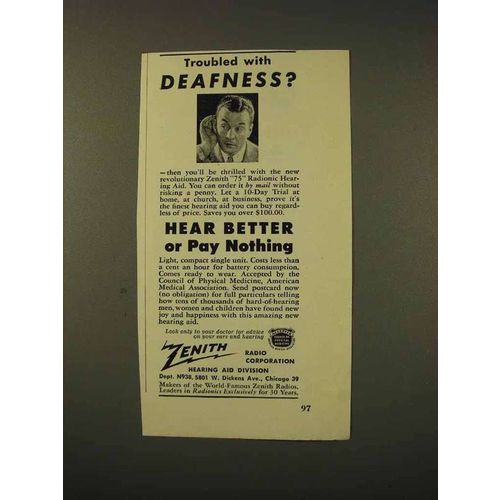 Troubled with
DEAFNESS?
—then you'll be thrilled with the new
revolutionary Zenith "75" Radionic Hear-
ing Aid. You can order it by mail without
risking a penny. Let a 10-Day Trial at
home, at church, at business, prove it's
the finest hearing aid you can buy regard-
less of price. Saves you over $100.00.
HEAR BETTER
or Pay Nothing
Light, compact single unit. Costs less than
a cent an hour for battery consumption.
Comes ready to wear. Accepted by the
Council of Physical Medicine, American
Medical Association. Send postcard now
(no obligation) for full particulars telling
how tens of thousands of hard-of-hearing
men, women and children have found new
joy and happiness with this amazing new
hearing aid.
Look only to your doctor for advice
on your ears and hearing
ZENITH
RADIO
CORPORATION
HEARING AID DIVISION
Dept. N938, 5801 W. Dickens Ave., Chicago 39
Makers of the World-Famous Zenith Radios.
Leaders in Radionics Exclusively for 30 Years.
97